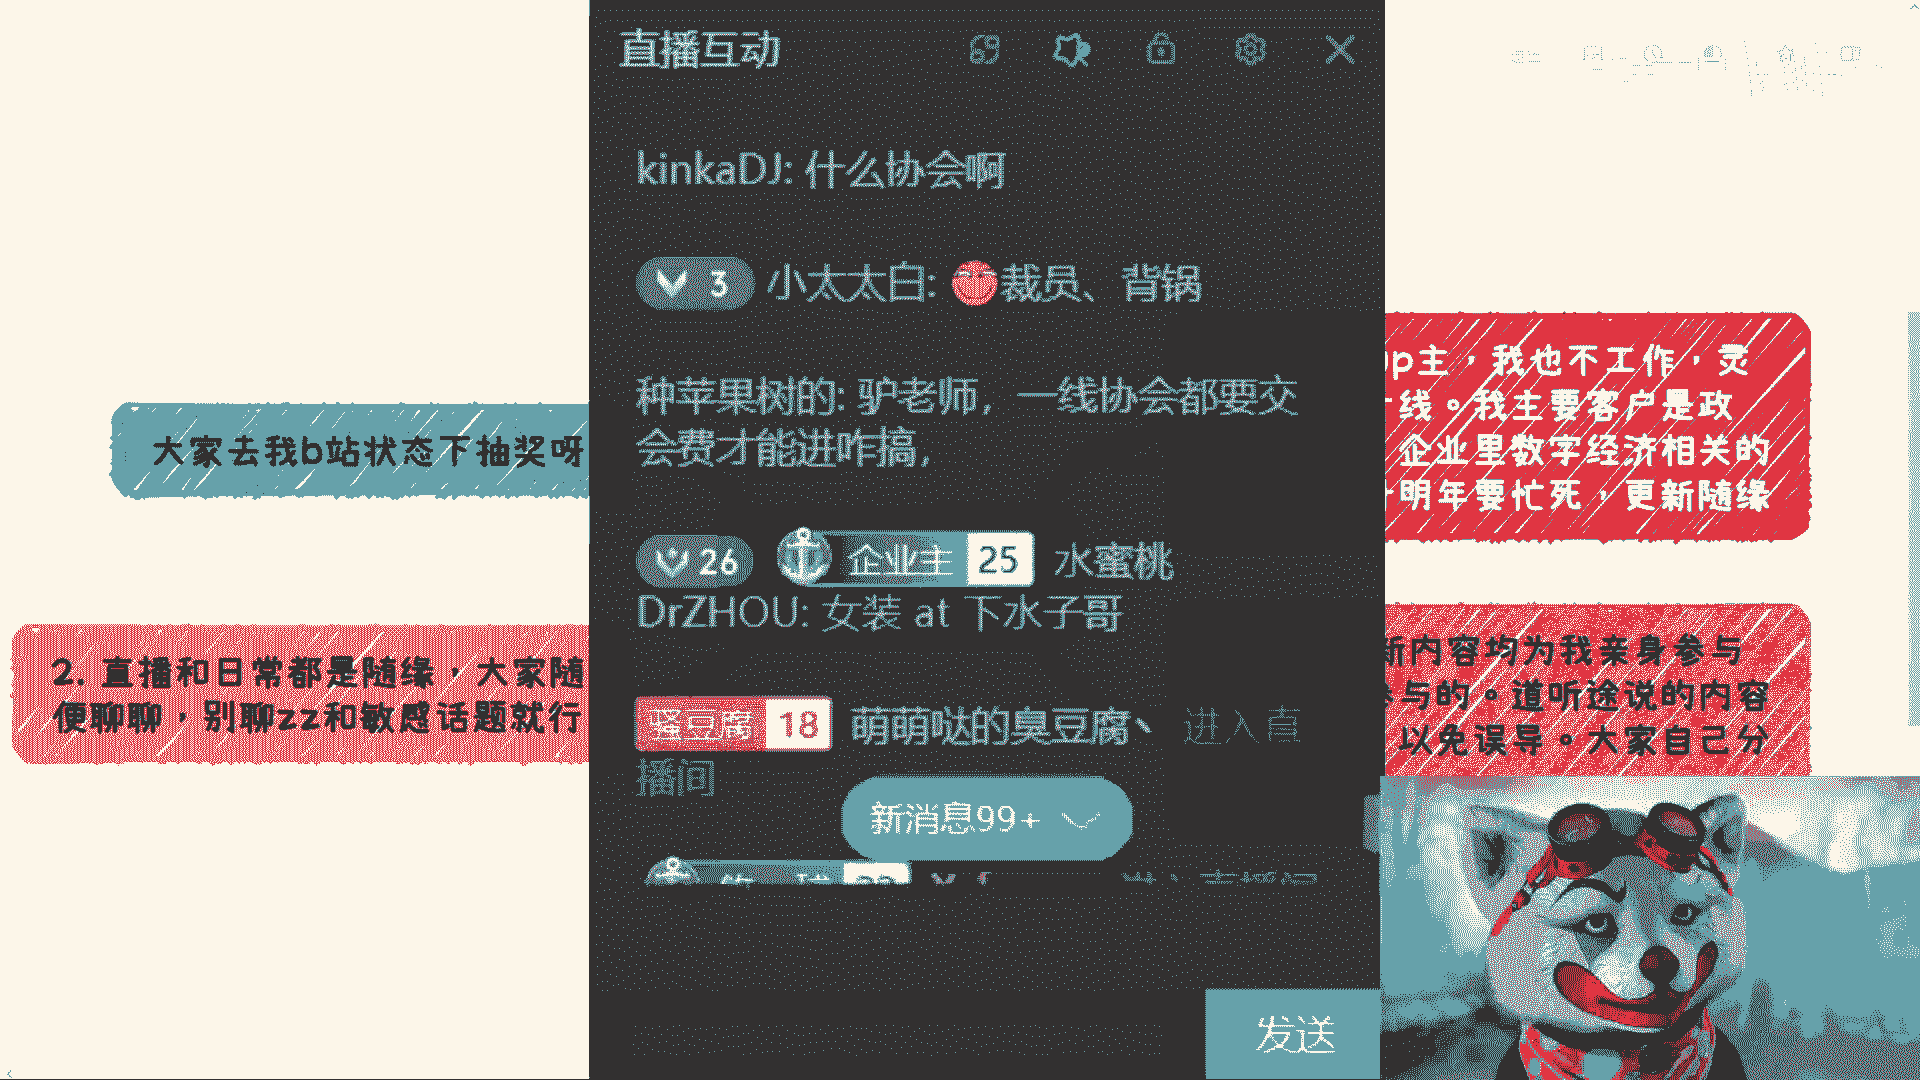 直播互动
kinkaDJ: 什么协会啊
3 小太太白: 裁员、背锅
种苹果树的: 驴老师，一线协会都要交
会费才能进咋搞，
26 企业主 25 水蜜桃
DrZHOU: 女装 at 下水子哥
骚豆腐 18 萌萌哒的臭豆腐丶 进入直
播间
新消息99+
发送
大家去我b站状态下抽奖呀
2. 直播和日常都是随缘，大家随
便聊聊，别聊zz和敏感话题就行
p主，我也不工作，灵
线。我主要客户是政
企业里数字经济相关的
明年要忙死，更新随缘
新内容均为我亲身参与
参与的。道听途说的内容
以免误导。大家自己分